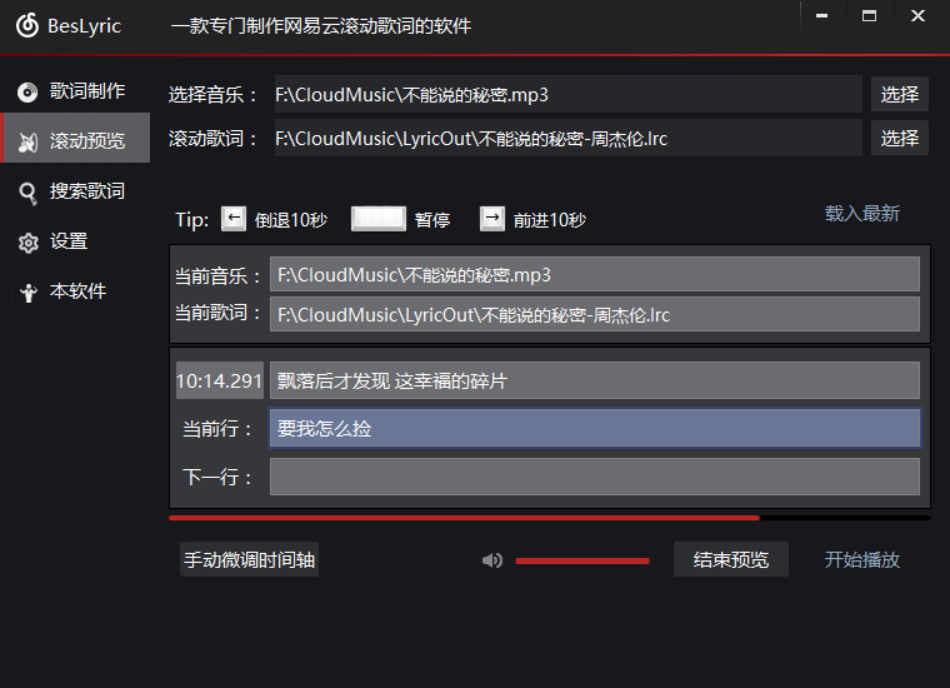 BesLyric 一款专门制作网易云滚动歌词的软件
歌词制作
滚动预览
搜索歌词
设置
本软件
选择音乐： F:\CloudMusic\不能说的秘密.mp3 选择
滚动歌词： F:\CloudMusic\LyricOut\不能说的秘密-周杰伦.lrc 选择
Tip: ← 倒退10秒 暂停 → 前进10秒 载入最新
当前音乐： F:\CloudMusic\不能说的秘密.mp3
当前歌词： F:\CloudMusic\LyricOut\不能说的秘密-周杰伦.lrc
10:14.291 飘落后才发现 这幸福的碎片
当前行： 要我怎么捡
下一行：
手动微调时间轴 结束预览 开始播放